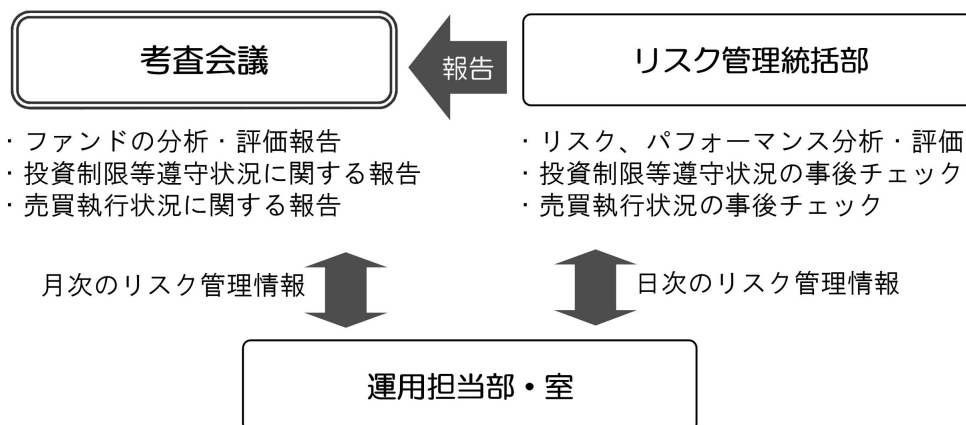 考査会議
報告
リスク管理統括部
・ファンドの分析・評価報告
・投資制限等遵守状況に関する報告
・売買執行状況に関する報告
・リスク、パフォーマンス分析・評価
・投資制限等遵守状況の事後チェック
・売買執行状況の事後チェック
月次のリスク管理情報
日次のリスク管理情報
運用担当部・室